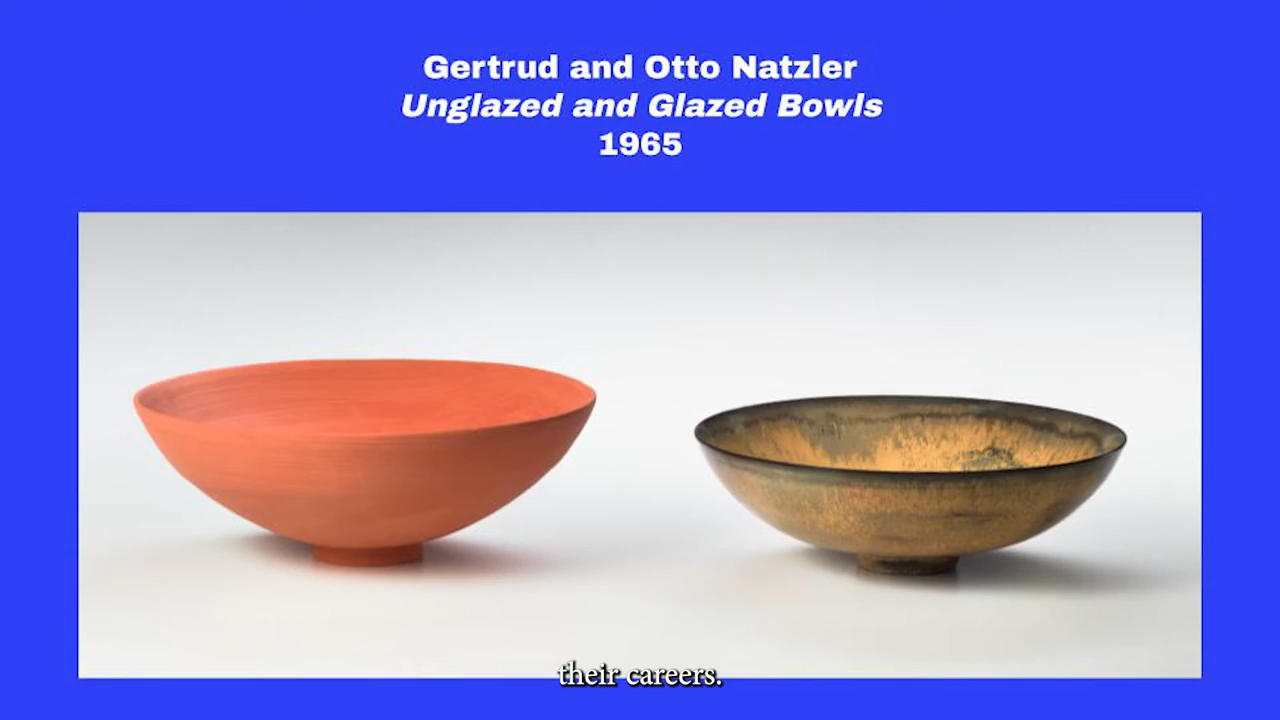 Gertrud and Otto Natzler
Unglazed and Glazed Bowls
1965
their careers.